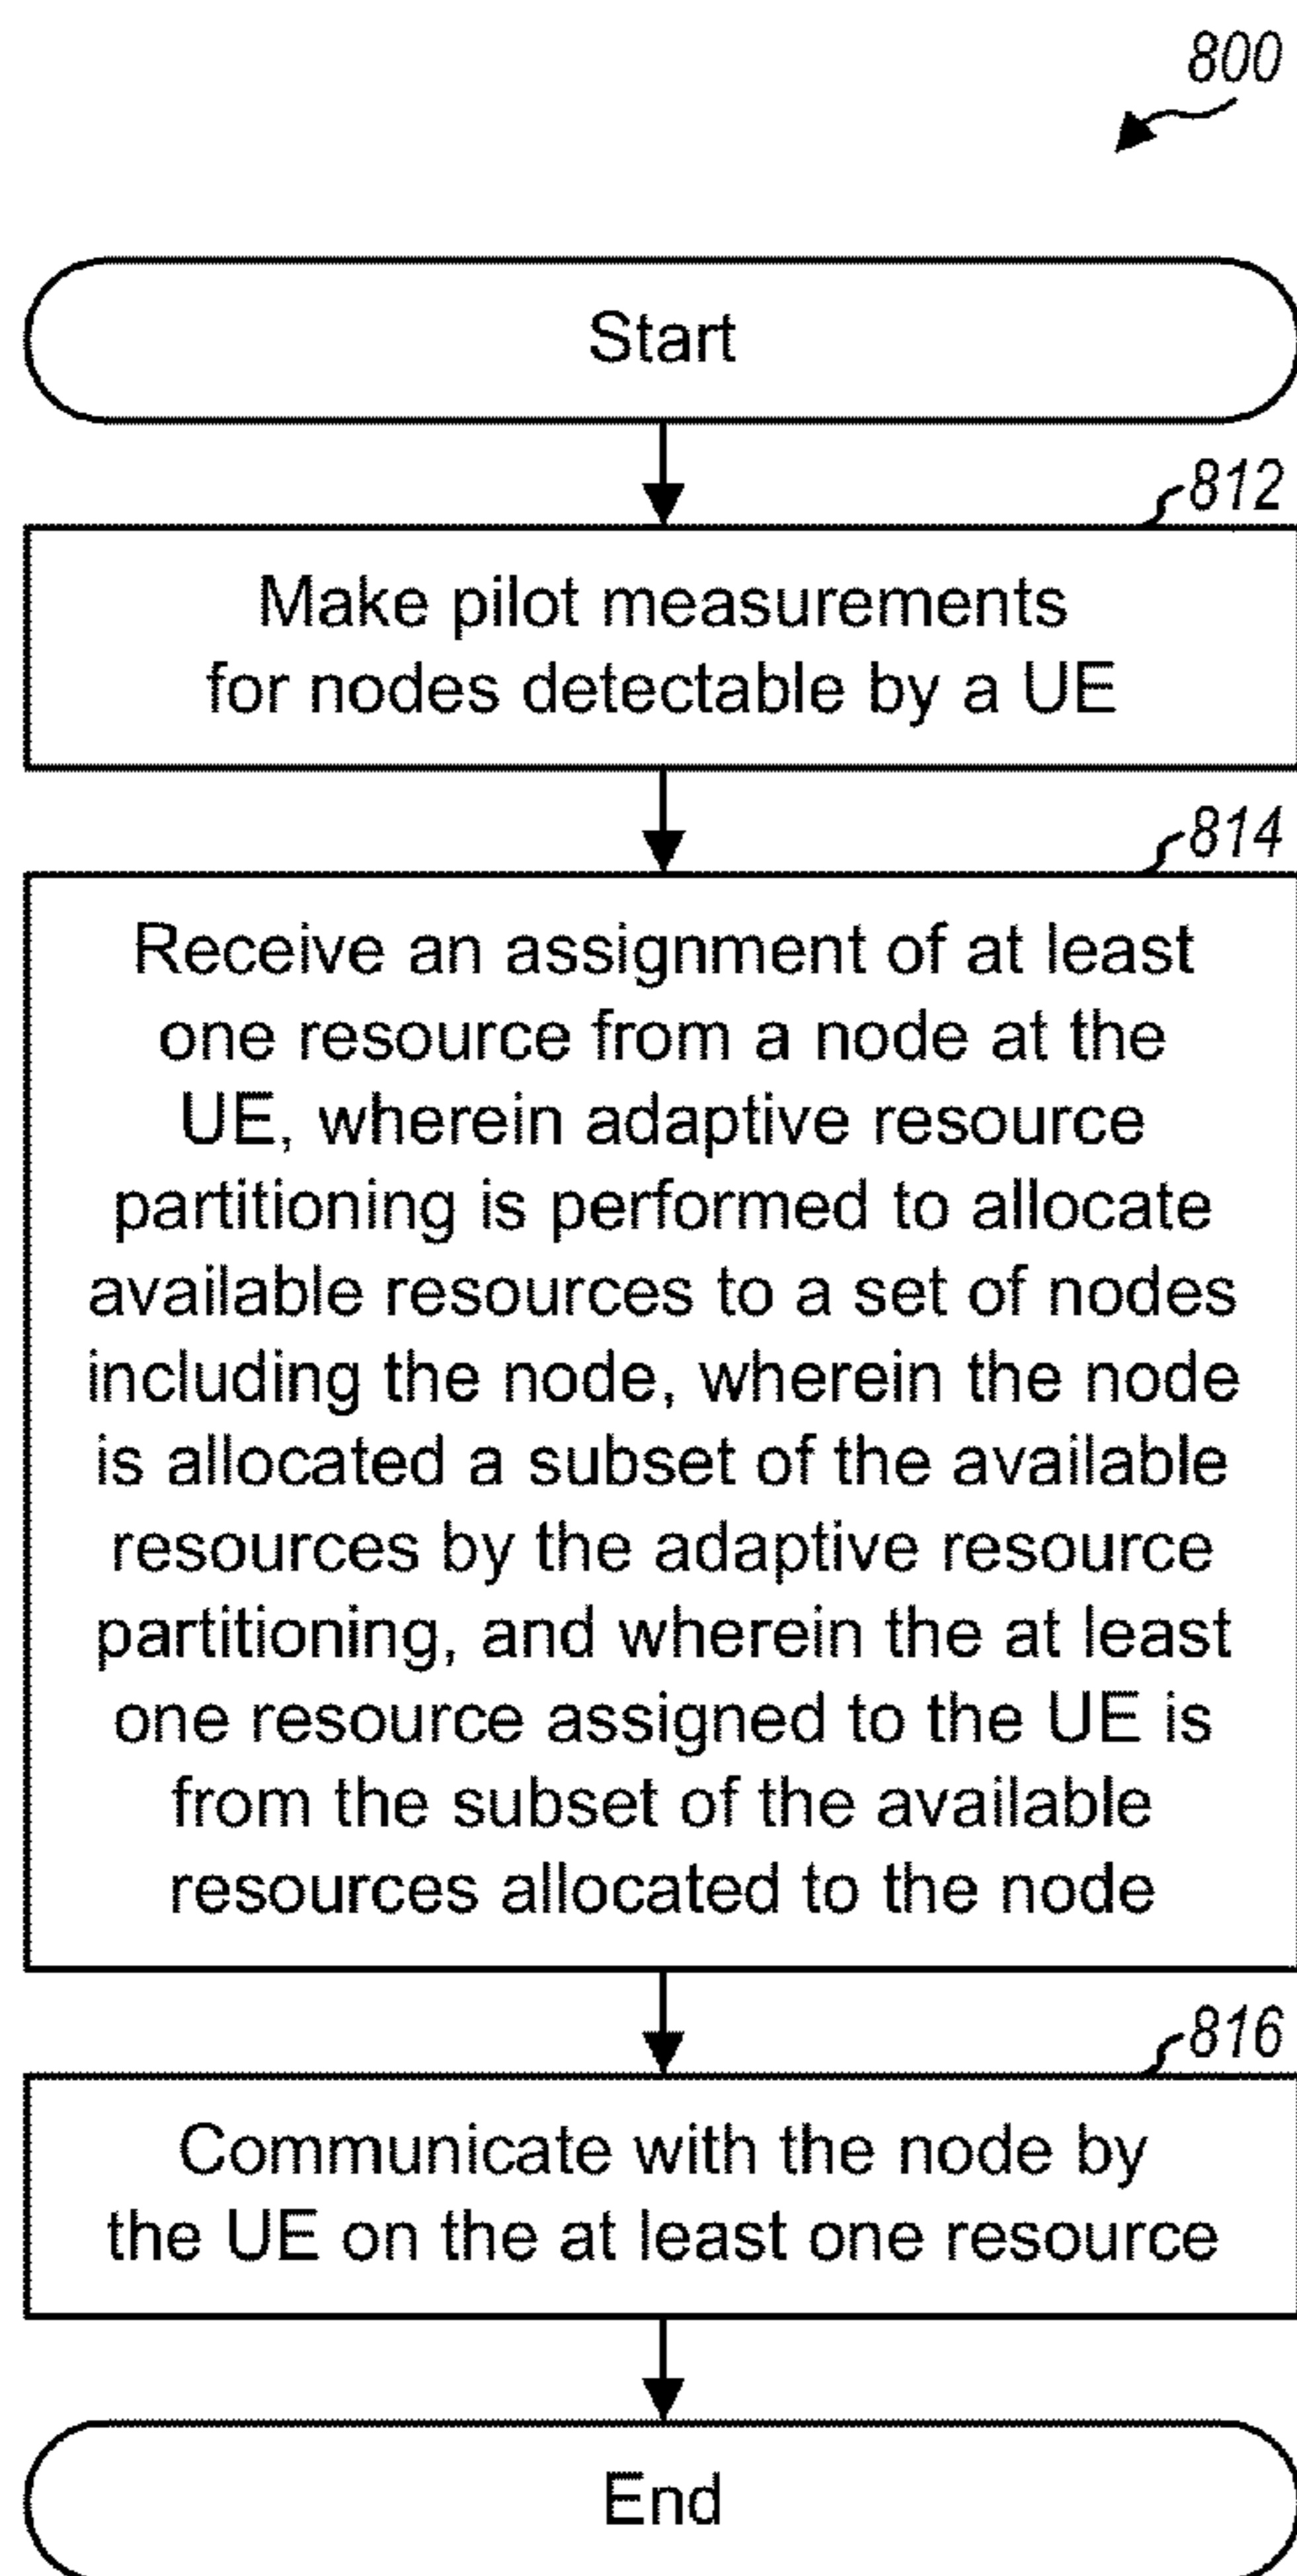 800
Start
812
Make pilot measurements
for nodes detectable by a UE
814
Receive an assignment of at least
one resource from a node at the
UE, wherein adaptive resource
partitioning is performed to allocate
available resources to a set of nodes
including the node, wherein the node
is allocated a subset of the available
resources by the adaptive resource
partitioning, and wherein the at least
one resource assigned to the UE is
from the subset of the available
resources allocated to the node
816
Communicate with the node by
the UE on the at least one resource
End